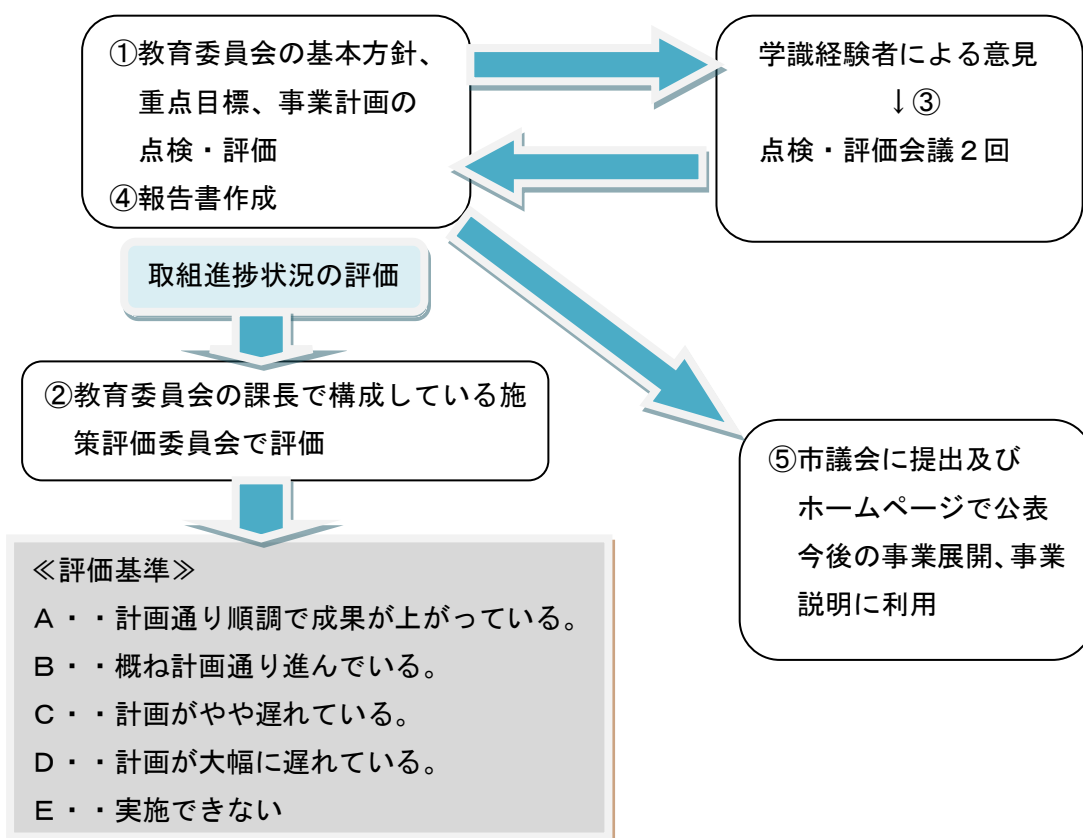 ①教育委員会の基本方針、
重点目標、事業計画の
点検・評価
④報告書作成
学識経験者による意見
↓③
点検・評価会議２回
取組進捗状況の評価
②教育委員会の課長で構成している施
策評価委員会で評価
⑤市議会に提出及び
ホームページで公表
今後の事業展開、事業
説明に利用
≪評価基準≫
Ａ・・計画通り順調で成果が上がっている。
Ｂ・・概ね計画通り進んでいる。
Ｃ・・計画がやや遅れている。
Ｄ・・計画が大幅に遅れている。
Ｅ・・実施できない